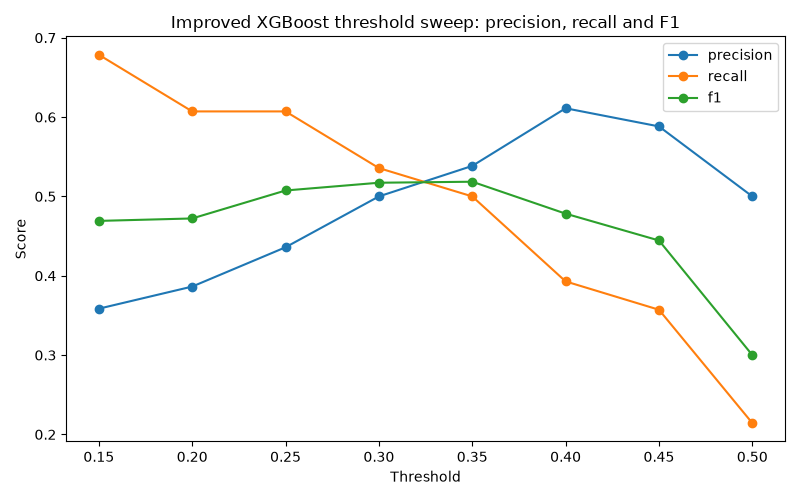 Improved XGBoost threshold sweep: precision, recall and F1
precision
recall
f1
0.7
0.6
0.5
0.4
0.3
0.2
Score
0.15 0.20 0.25 0.30 0.35 0.40 0.45 0.50
Threshold